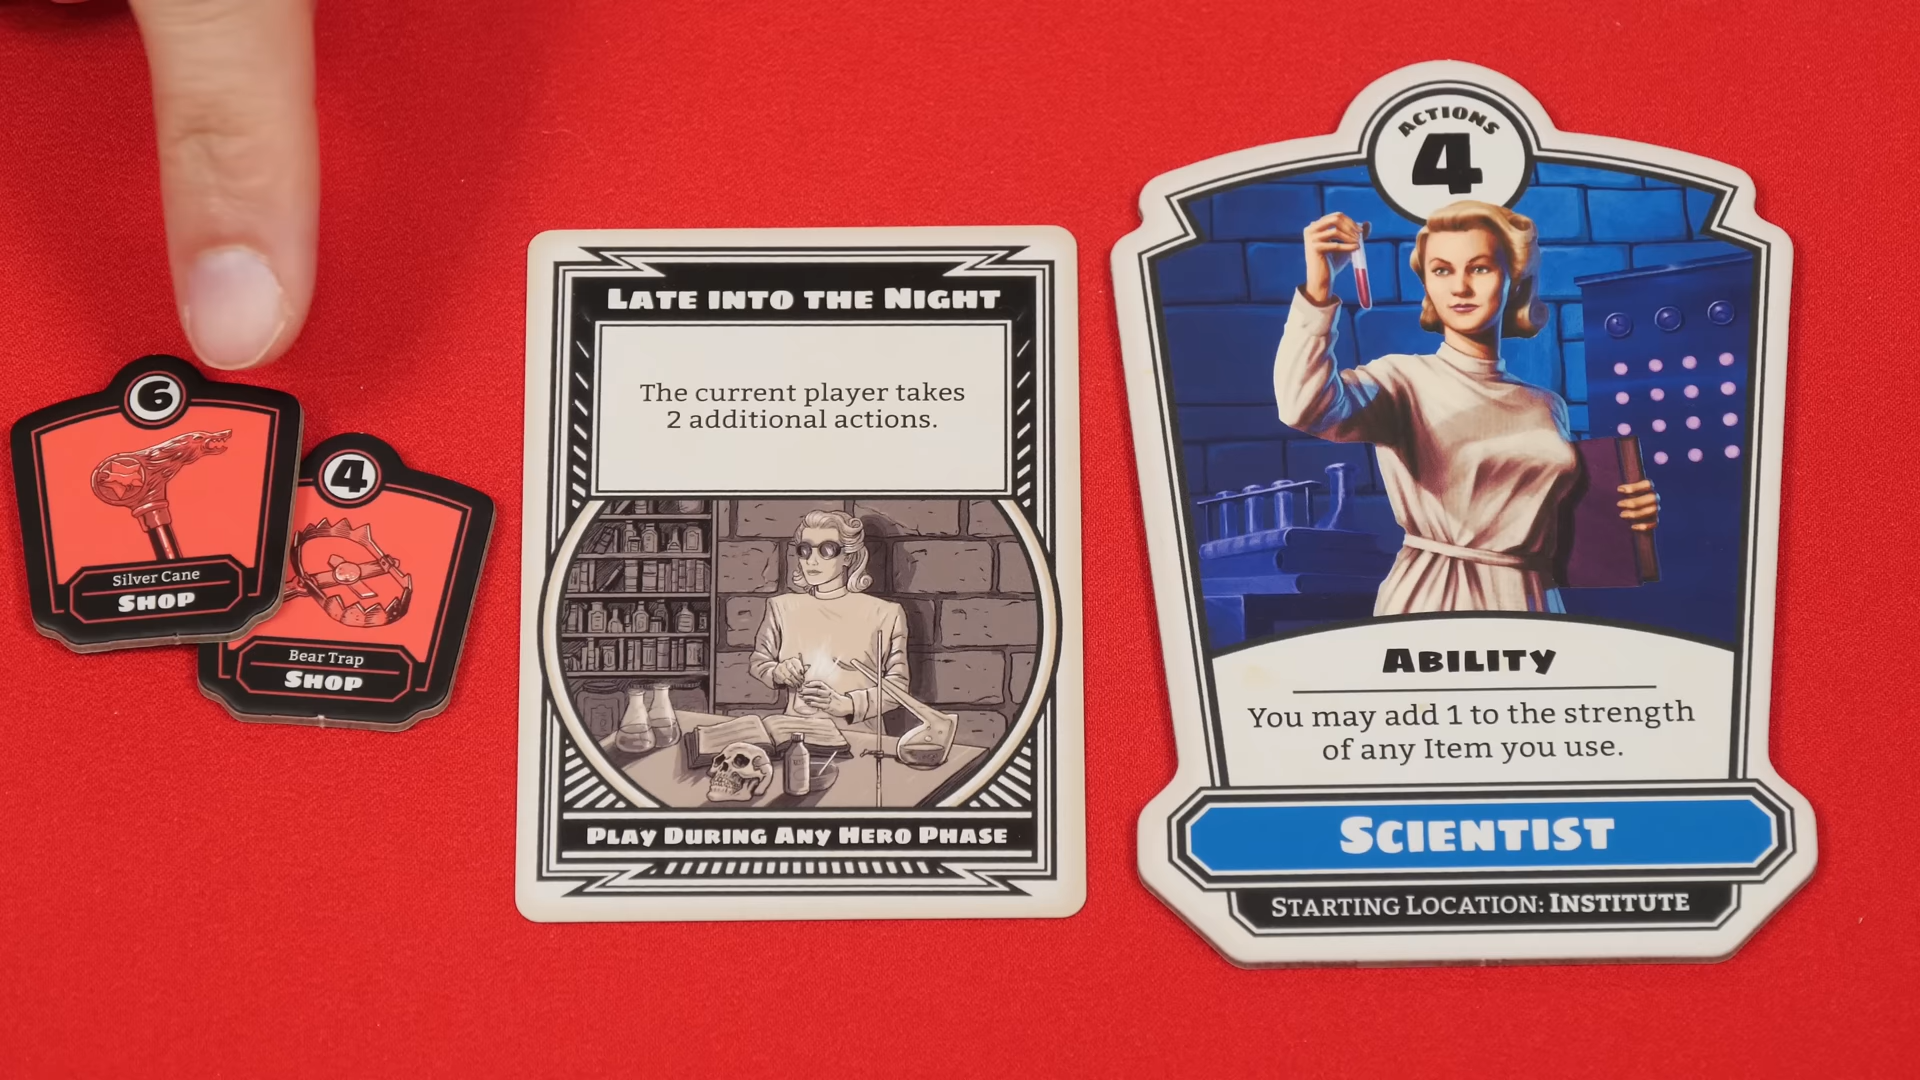 6
Silver Cane
SHOP
4
Bear Trap
SHOP
LATE INTO THE NIGHT
The current player takes
2 additional actions.
PLAY DURING ANY HERO PHASE
ACTIONS
4
ABILITY
You may add 1 to the strength
of any Item you use.
SCIENTIST
STARTING LOCATION: INSTITUTE